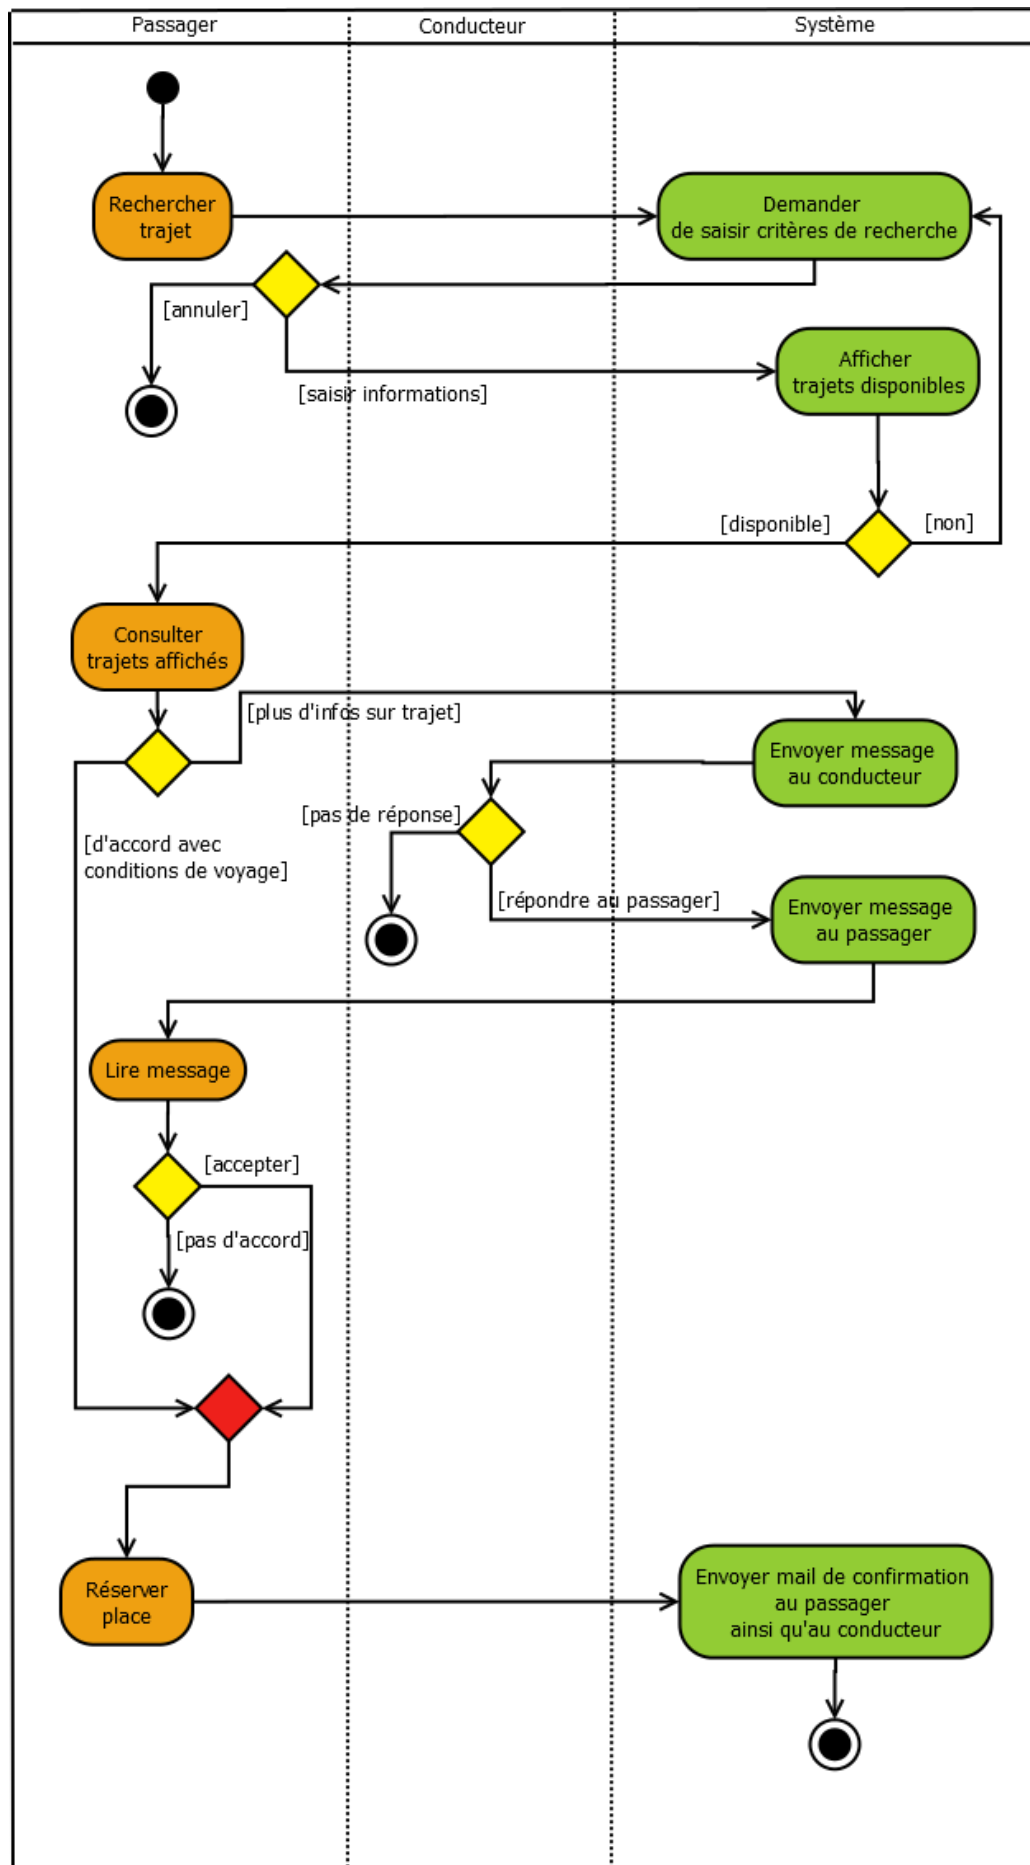 Passager
Conducteur
Système
Rechercher
trajet
Demander
de saisir critères de recherche
[annuler]
Afficher
trajets disponibles
[saisir informations]
[disponible]
[non]
Consulter
trajets affichés
[plus d'infos sur trajet]
Envoyer message
au conducteur
[pas de réponse]
[d'accord avec
conditions de voyage]
[répondre au passager]
Envoyer message
au passager
Lire message
[accepter]
[pas d'accord]
Réserver
place
Envoyer mail de confirmation
au passager
ainsi qu'au conducteur